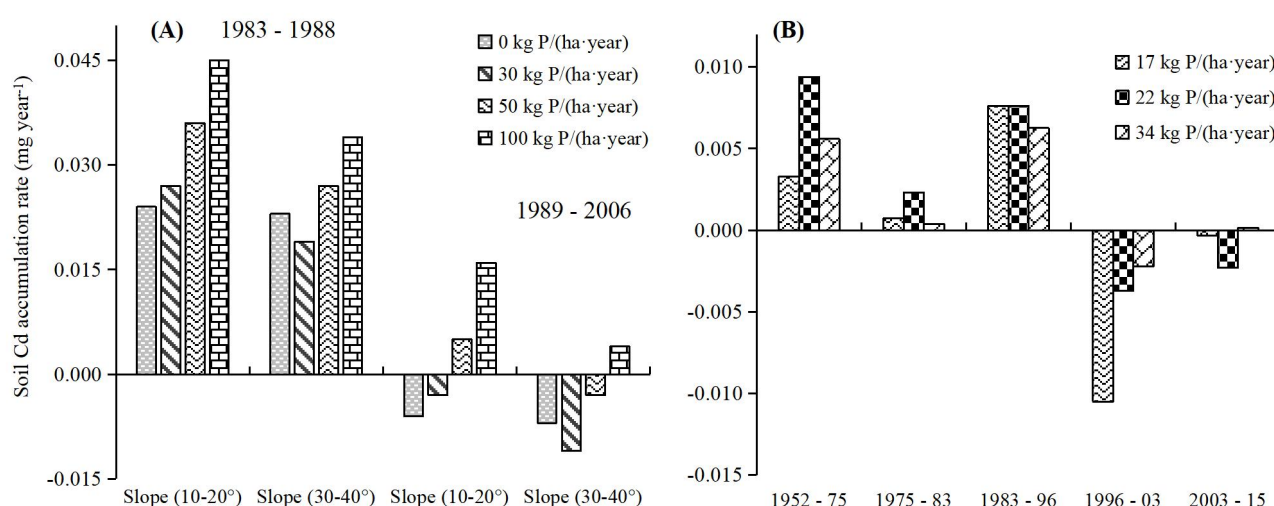 (A) 1983 - 1988
0 kg P/(ha·year)
30 kg P/(ha·year)
50 kg P/(ha·year)
100 kg P/(ha·year)
1989 - 2006
Soil Cd accumulation rate (mg year⁻¹)
0.045
0.030
0.015
0.000
-0.015
Slope (10-20°) Slope (30-40°) Slope (10-20°) Slope (30-40°)
(B)
17 kg P/(ha·year)
22 kg P/(ha·year)
34 kg P/(ha·year)
0.010
0.005
0.000
-0.005
-0.010
-0.015
1952 - 75 1975 - 83 1983 - 96 1996 - 03 2003 - 15